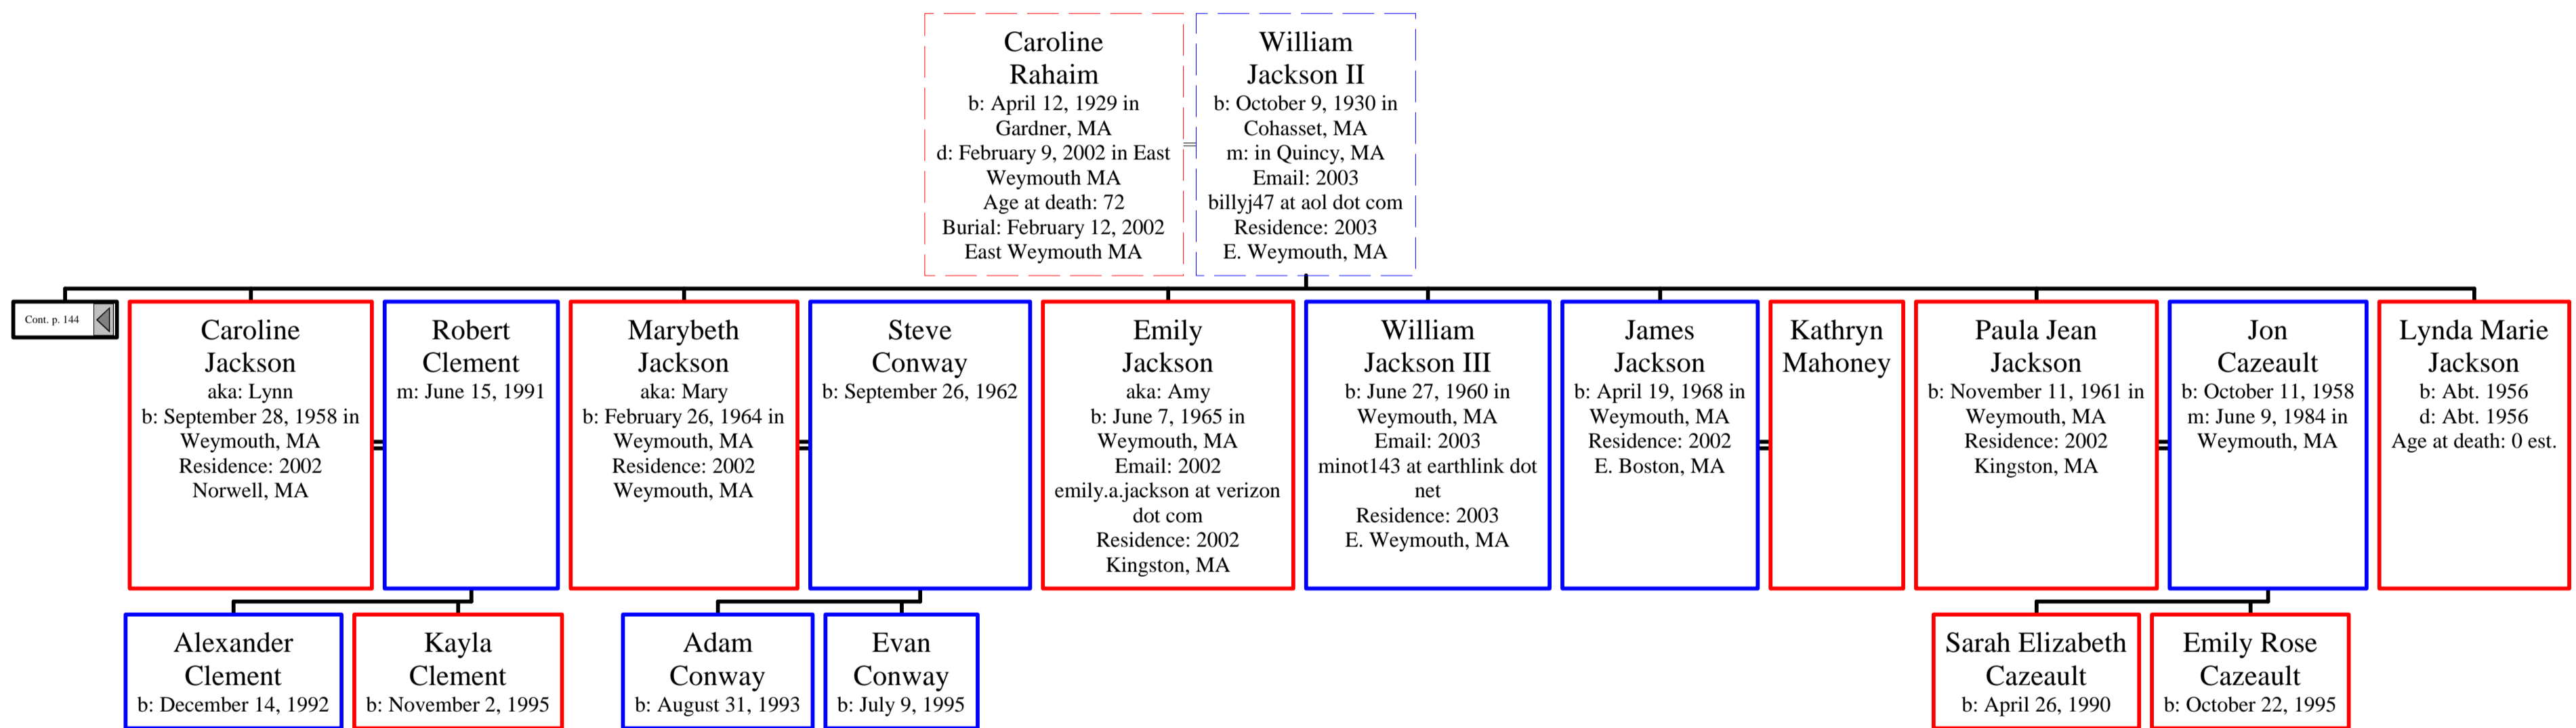 Caroline
Rahaim
b: April 12, 1929 in
Gardner, MA
d: February 9, 2002 in East
Weymouth MA
Age at death: 72
Burial: February 12, 2002
East Weymouth MA
William
Jackson II
b: October 9, 1930 in
Cohasset, MA
m: in Quincy, MA
Email: 2003
billyj47 at aol dot com
Residence: 2003
E. Weymouth, MA
Cont. p. 144
Caroline
Jackson
aka: Lynn
b: September 28, 1958 in
Weymouth, MA
Residence: 2002
Norwell, MA
Robert
Clement
m: June 15, 1991
Marybeth
Jackson
aka: Mary
b: February 26, 1964 in
Weymouth, MA
Residence: 2002
Weymouth, MA
Steve
Conway
b: September 26, 1962
Emily
Jackson
aka: Amy
b: June 7, 1965 in
Weymouth, MA
Email: 2002
emily.a.jackson at verizon
dot com
Residence: 2002
Kingston, MA
William
Jackson III
b: June 27, 1960 in
Weymouth, MA
Email: 2003
minot143 at earthlink dot
net
Residence: 2003
E. Weymouth, MA
James
Jackson
b: April 19, 1968 in
Weymouth, MA
Residence: 2002
E. Boston, MA
Kathryn
Mahoney
Paula Jean
Jackson
b: November 11, 1961 in
Weymouth, MA
Residence: 2002
Kingston, MA
Jon
Cazeault
b: October 11, 1958
m: June 9, 1984 in
Weymouth, MA
Lynda Marie
Jackson
b: Abt. 1956
d: Abt. 1956
Age at death: 0 est.
Alexander
Clement
b: December 14, 1992
Kayla
Clement
b: November 2, 1995
Adam
Conway
b: August 31, 1993
Evan
Conway
b: July 9, 1995
Sarah Elizabeth
Cazeault
b: April 26, 1990
Emily Rose
Cazeault
b: October 22, 1995